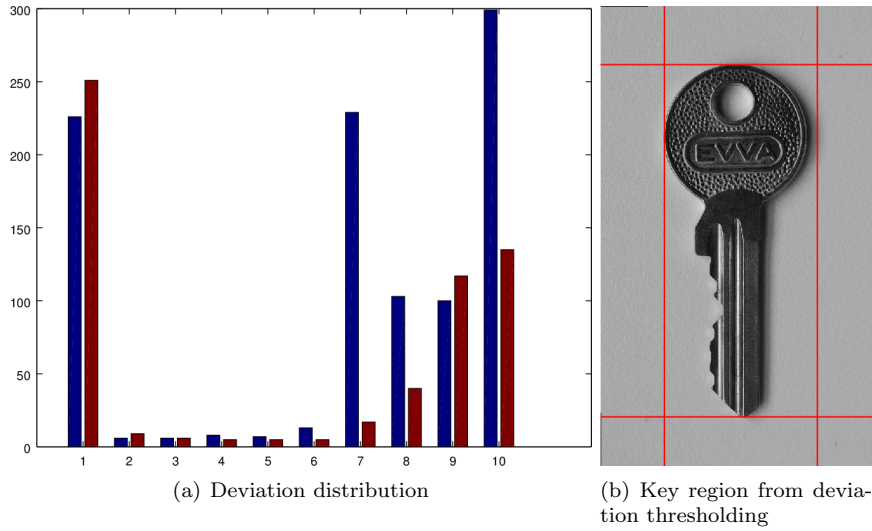 300
250
200
150
100
50
0
1 2 3 4 5 6 7 8 9 10
(a) Deviation distribution
EVVA
(b) Key region from devia-
tion thresholding